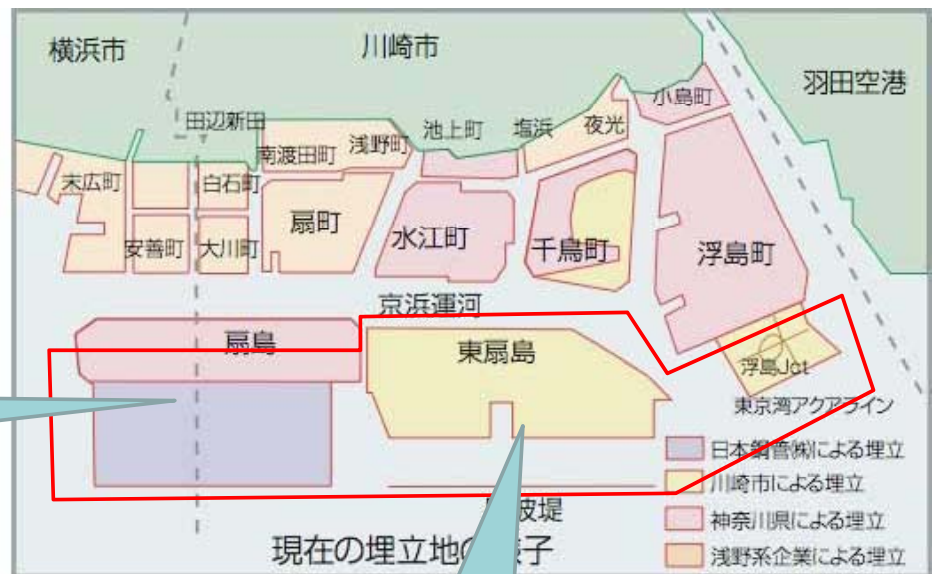 横浜市
川崎市
羽田空港
小島町
田辺新田
南渡田町
浅野町
池上町
塩浜
夜光
末広町
白石町
扇町
水江町
千鳥町
浮島町
安善町
大川町
京浜運河
扇島
東扇島
浮島Jct
東京湾アクアライン
日本鋼管㈱による埋立
川崎市による埋立
神奈川県による埋立
浅野系企業による埋立
波堤
現在の埋立地の
子